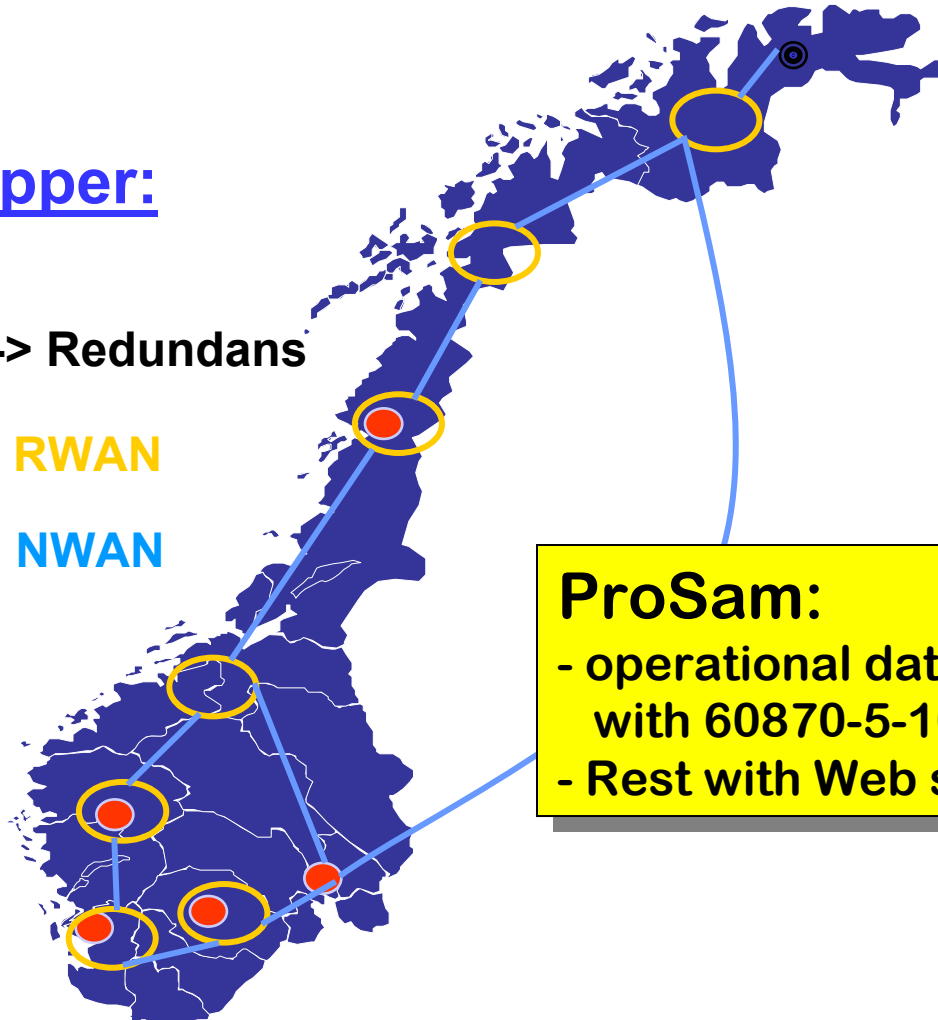 pper:
-> Redundans
RWAN
NWAN
ProSam:
- operational dat
with 60870-5-1
- Rest with Web s